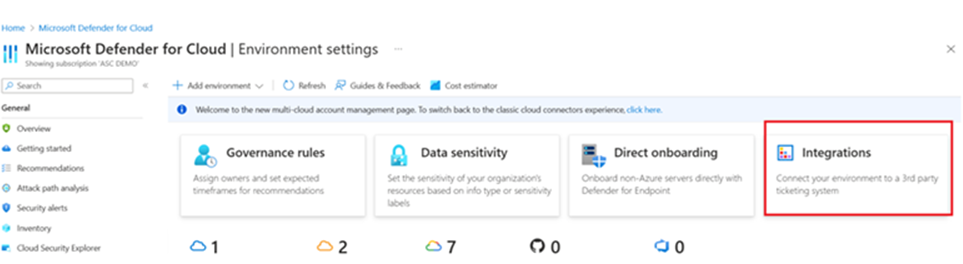 Home > Microsoft Defender for Cloud
Microsoft Defender for Cloud | Environment settings ...
Showing subscription 'ASC DEMO'
Search
«
+ Add environment
Refresh
Guides & Feedback
Cost estimator
General
Overview
Getting started
Recommendations
Attack path analysis
Security alerts
Inventory
Cloud Security Explorer
Welcome to the new multi-cloud account management page. To switch back to the classic cloud connectors experience, click here.
Governance rules
Assign owners and set expected
timeframes for recommendations
Data sensitivity
Set the sensitivity of your organization's
resources based on info type or sensitivity
labels
Direct onboarding
Onboard non-Azure servers directly with
Defender for Endpoint
Integrations
Connect your environment to a 3rd party
ticketing system
1
2
7
0
0